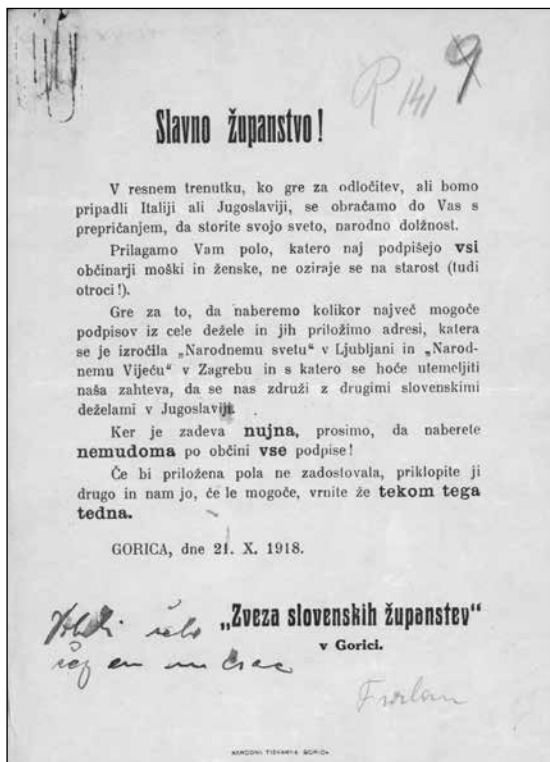 R 141 9
Slavno županstvo!
V resnem trenutku, ko gre za odločitev, ali bomo
pripadli Italiji ali Jugoslaviji, se obračamo do Vas s
prepričanjem, da storite svojo sveto, narodno dolžnost.
Prilagamo Vam polo, katero naj podpišejo vsi
občinarji moški in ženske, ne oziraje se na starost (tudi
otroci!).
Gre za to, da naberemo kolikor največ mogoče
podpisov iz cele dežele in jih priložimo adresi, katera
se je izročila „Narodnemu svetu“ v Ljubljani in „Narod-
nemu Vijeću“ v Zagrebu in s katero se hoče utemeljiti
naša zahteva, da se nas združi z drugimi slovenskimi
deželami v Jugoslaviji.
Ker je zadeva nujna, prosimo, da naberete
nemudoma po občini vse podpise!
Če bi priložena pola ne zadostovala, priklopite ji
drugo in nam jo, če le mogoče, vrnite že tekom tega
tedna.
GORICA, dne 21. X. 1918.
„Zveza slovenskih županstev“
v Gorici.
Furlan
NARODNA TISKARNA GORICA